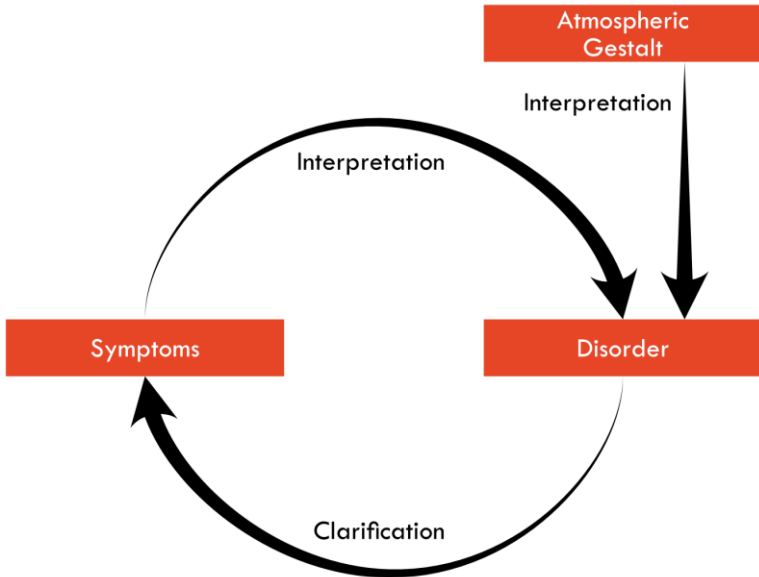 Atmospheric
Gestalt
Interpretation
Interpretation
Symptoms
Disorder
Clarification